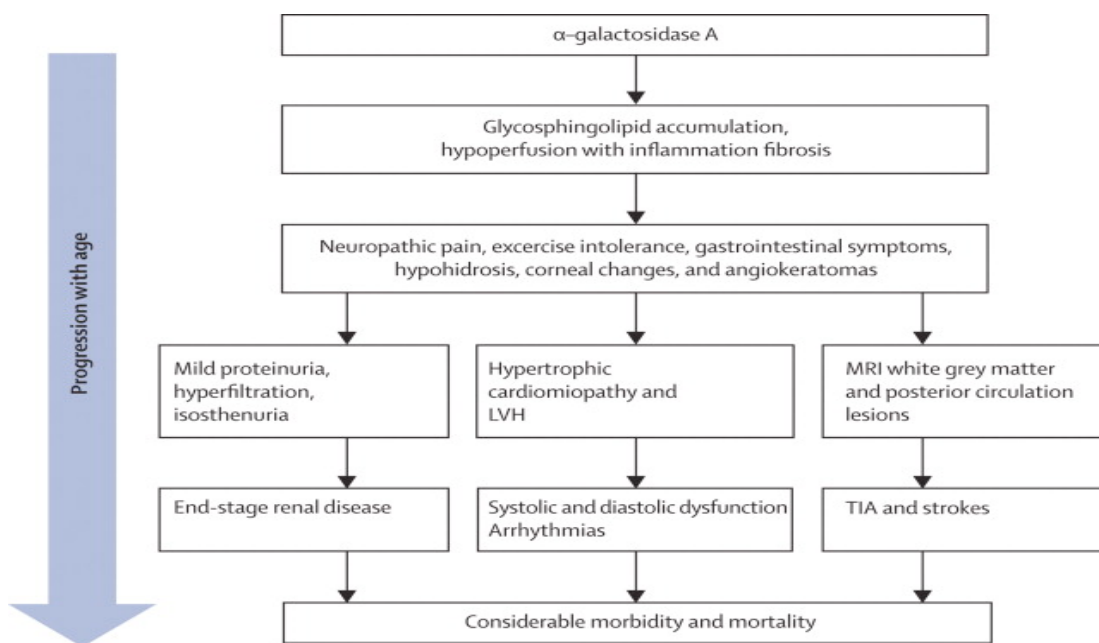 α-galactosidase A
Glycosphingolipid accumulation,
hypoperfusion with inflammation fibrosis
Neuropathic pain, excercise intolerance, gastrointestinal symptoms,
hypohidrosis, corneal changes, and angiokeratomas
Mild proteinuria,
hyperfiltration,
isosthenuria
Hypertrophic
cardiomiopathy and
LVH
MRI white grey matter
and posterior circulation
lesions
End-stage renal disease
Systolic and diastolic dysfunction
Arrhythmias
TIA and strokes
Considerable morbidity and mortality
Progression with age